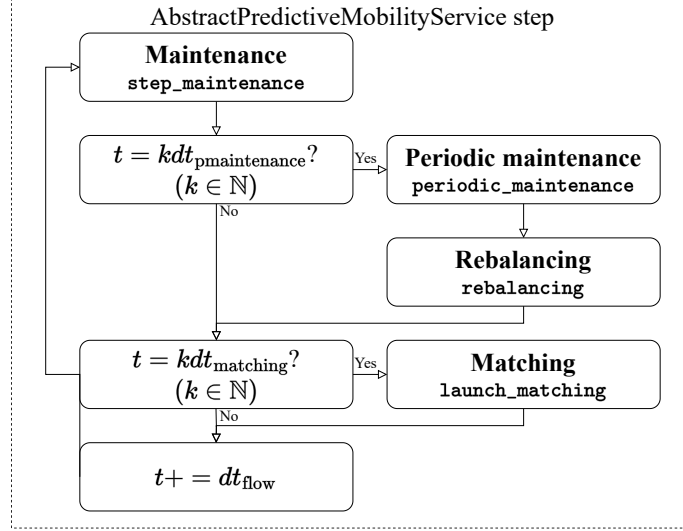 AbstractPredictiveMobilityService step
Maintenance
step_maintenance
t = kdt_pmaintenance?
(k ∈ ℕ)
Yes
Periodic maintenance
periodic_maintenance
No
Rebalancing
rebalancing
t = kdt_matching?
(k ∈ ℕ)
Yes
Matching
launch_matching
No
t+ = dt_flow